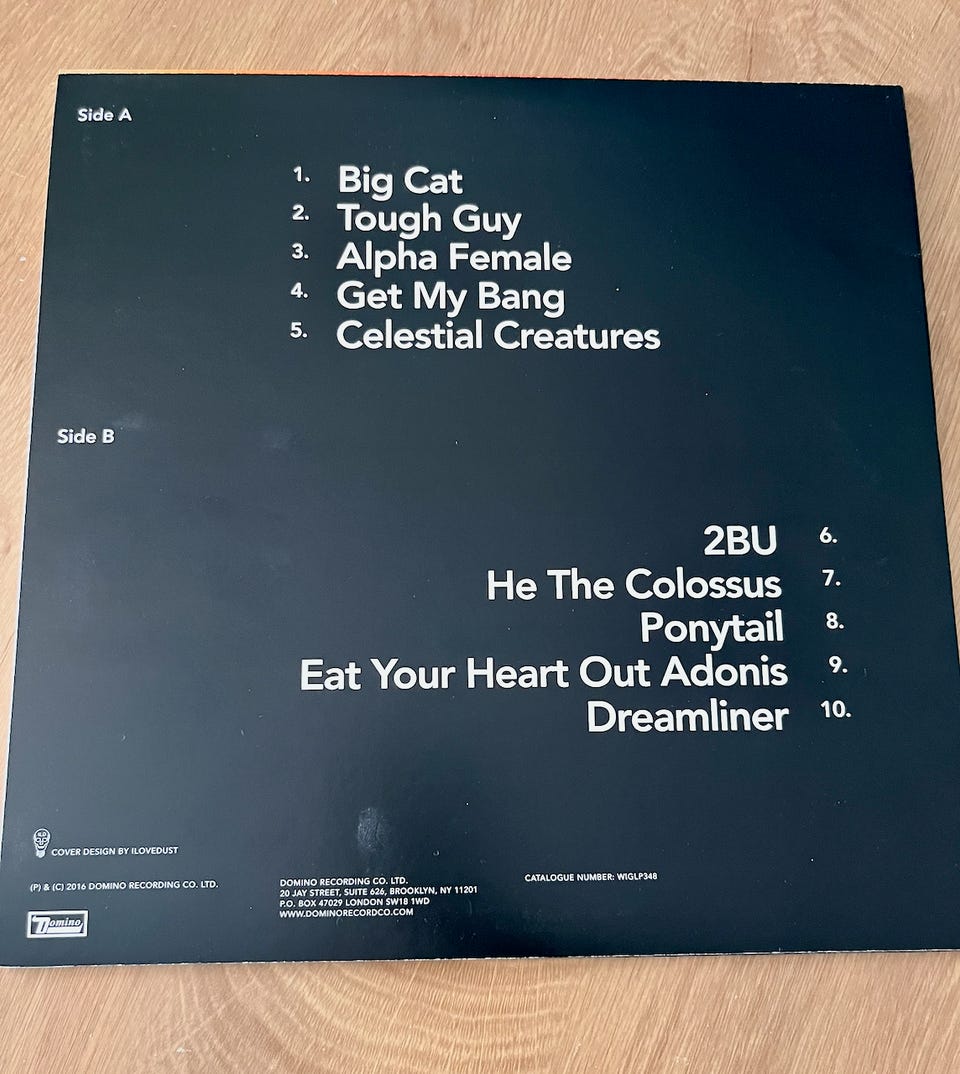 Side A
1. Big Cat
2. Tough Guy
3. Alpha Female
4. Get My Bang
5. Celestial Creatures
Side B
2BU 6.
He The Colossus 7.
Ponytail 8.
Eat Your Heart Out Adonis 9.
Dreamliner 10.
ILD
COVER DESIGN BY ILOVEDUST
(P) & (C) 2016 DOMINO RECORDING CO. LTD.
Domino
DOMINO RECORDING CO. LTD.
20 JAY STREET, SUITE 626, BROOKLYN, NY 11201
P.O. BOX 47029 LONDON SW18 1WD
WWW.DOMINORECORDCO.COM
CATALOGUE NUMBER: WIGLP348